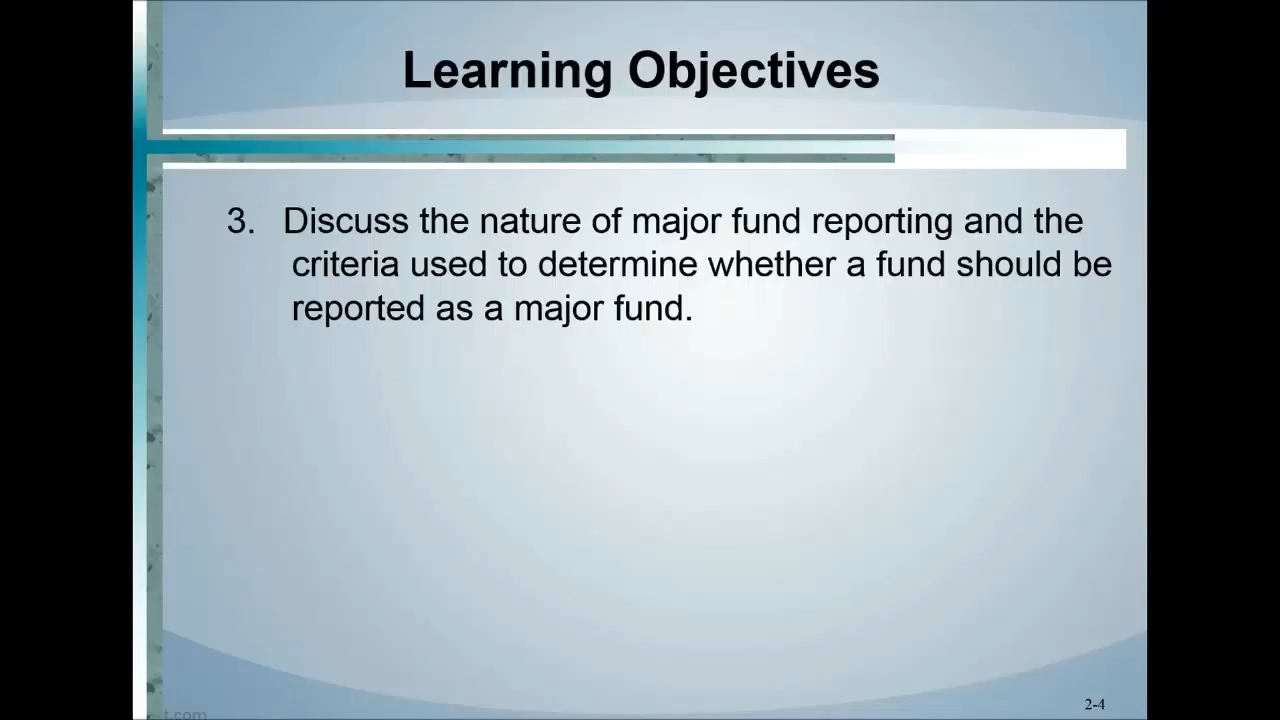 Learning Objectives
3. Discuss the nature of major fund reporting and the
criteria used to determine whether a fund should be
reported as a major fund.
2-4
t.com